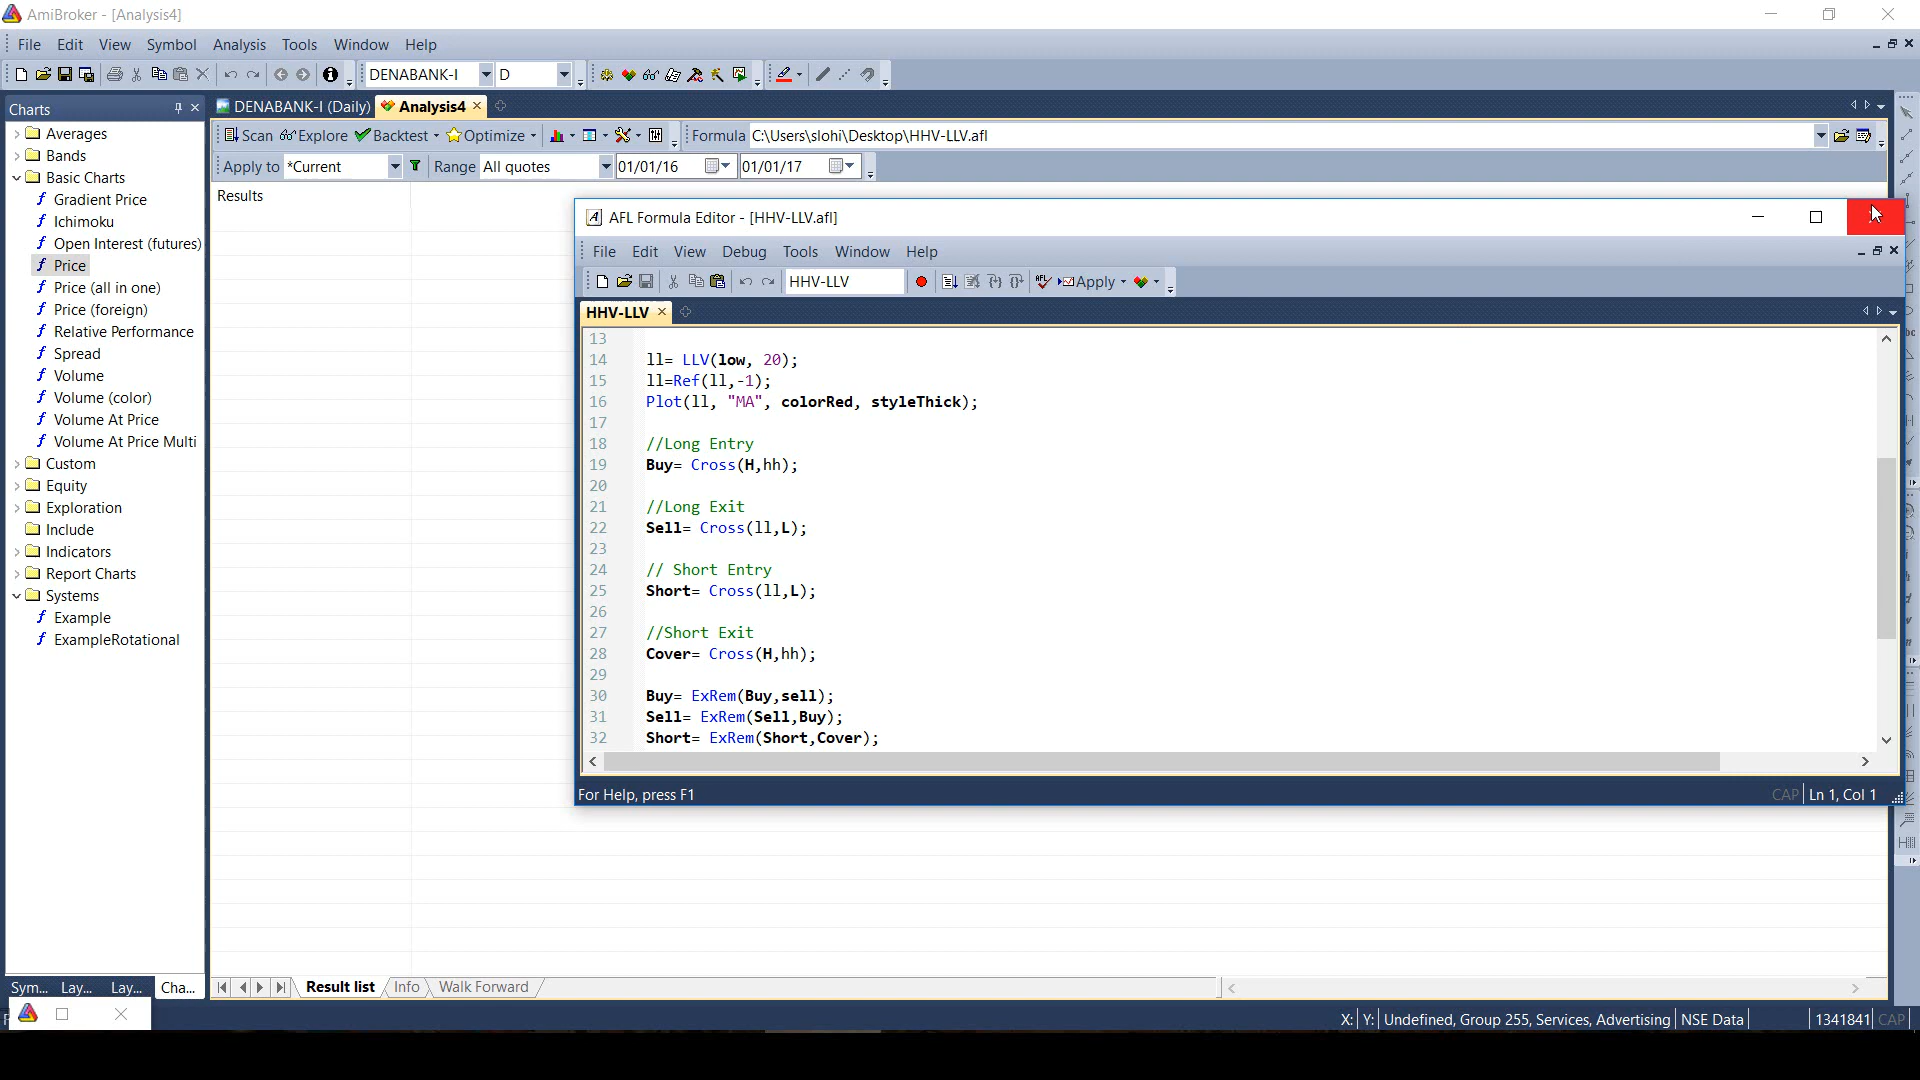 AmiBroker - [Analysis4]
File Edit View Symbol Analysis Tools Window Help
DENABANK-I D
Charts
DENABANK-I (Daily) Analysis4
Averages
Bands
Basic Charts
Gradient Price
Ichimoku
Open Interest (futures)
Price
Price (all in one)
Price (foreign)
Relative Performance
Spread
Volume
Volume (color)
Volume At Price
Volume At Price Multi
Custom
Equity
Exploration
Include
Indicators
Report Charts
Systems
Example
ExampleRotational
Sym... Lay... Lay... Cha...
Scan Explore Backtest Optimize Formula C:\Users\slohi\Desktop\HHV-LLV.afl
Apply to *Current Range All quotes 01/01/16 01/01/17
Results
AFL Formula Editor - [HHV-LLV.afl]
File Edit View Debug Tools Window Help
HHV-LLV Apply
HHV-LLV
13
14 ll= LLV(low, 20);
15 ll=Ref(ll,-1);
16 Plot(ll, "MA", colorRed, styleThick);
17
18 //Long Entry
19 Buy= Cross(H,hh);
20
21 //Long Exit
22 Sell= Cross(ll,L);
23
24 // Short Entry
25 Short= Cross(ll,L);
26
27 //Short Exit
28 Cover= Cross(H,hh);
29
30 Buy= ExRem(Buy,sell);
31 Sell= ExRem(Sell,Buy);
32 Short= ExRem(Short,Cover);
For Help, press F1 CAP Ln 1, Col 1
Result list Info Walk Forward
X: Y: Undefined, Group 255, Services, Advertising NSE Data 1341841 CAP